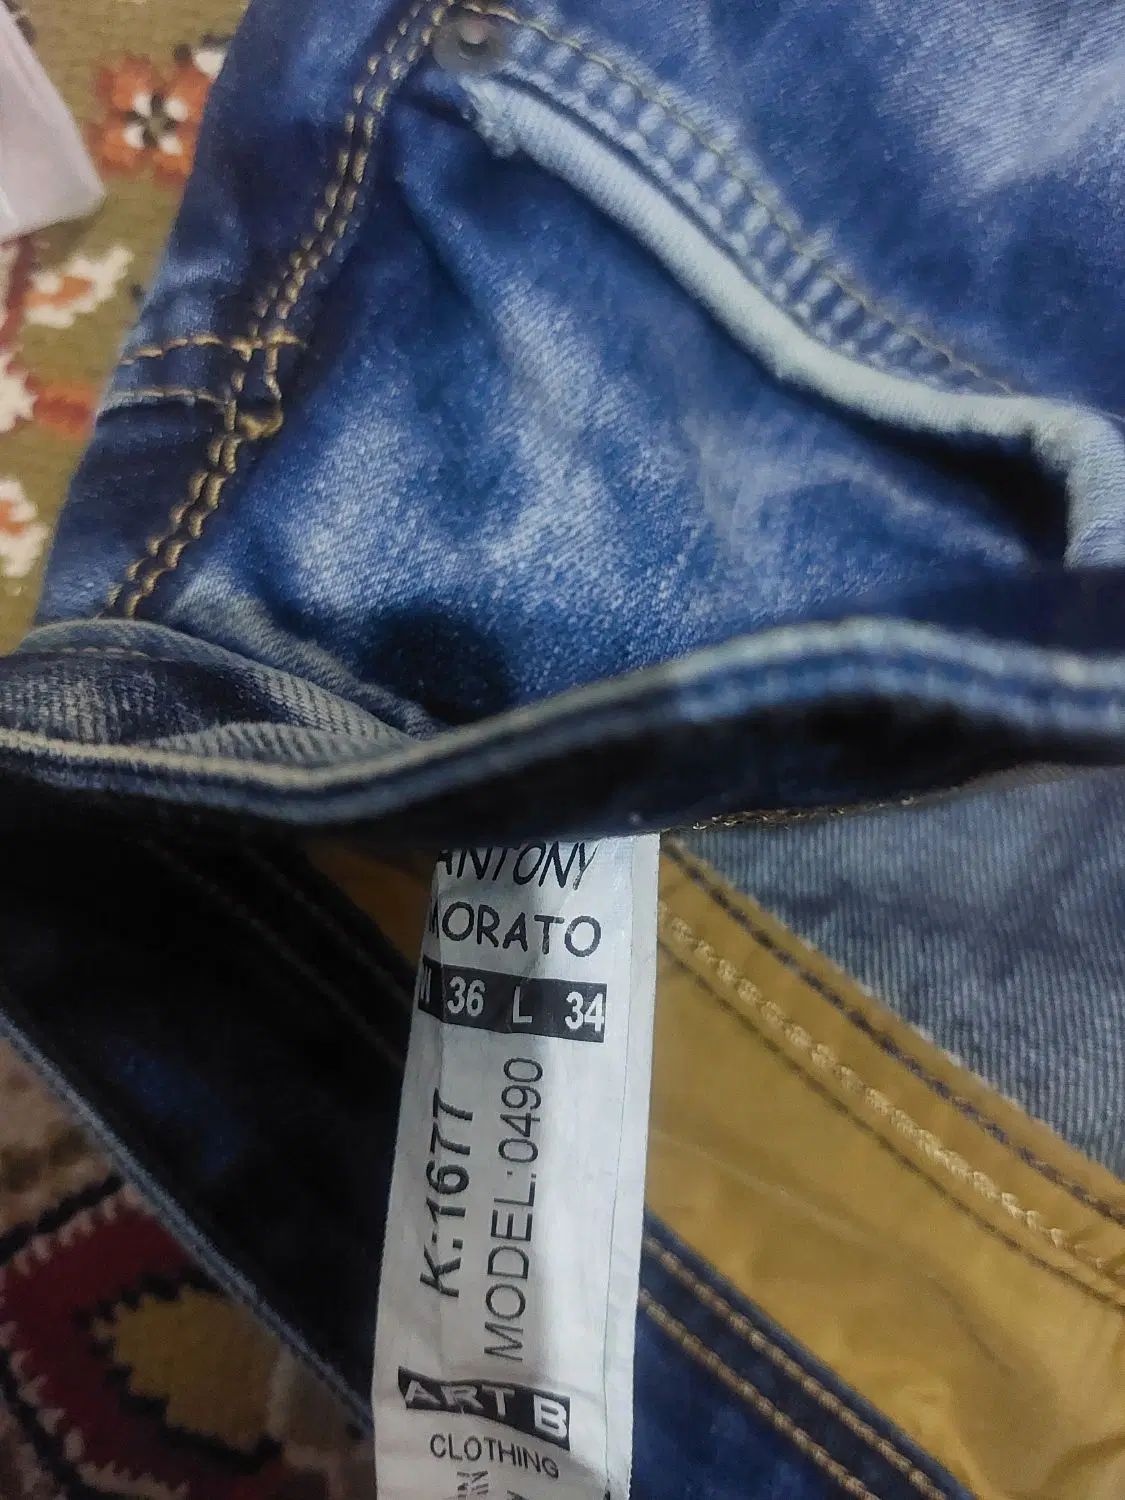 ANTONY
MORATO
36 L 34
K:1677
MODEL:0490
ART B
CLOTHING